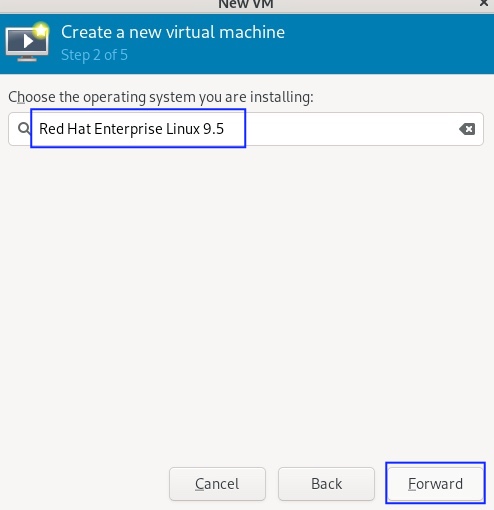 New VM
Create a new virtual machine
Step 2 of 5
Choose the operating system you are installing:
Red Hat Enterprise Linux 9.5
Cancel Back Forward